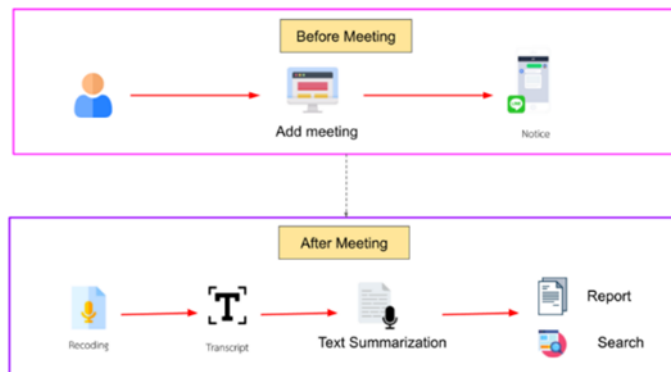 Before Meeting
Add meeting
Notice
After Meeting
Report
Recoding
Transcript
Text Summarization
Search